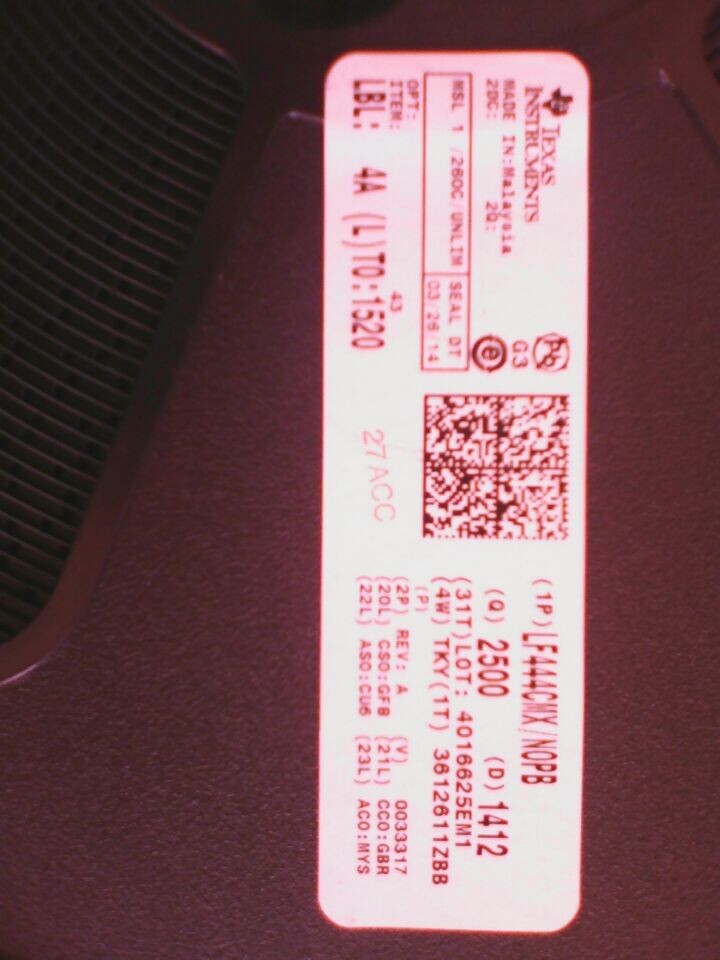 TEXAS
INSTRUMENTS
MADE IN:Malaysia
2DC: 2Q:
MSL 1 /260C/UNLIM
SEAL DT
03/26/14
OPT:
ITEM:
43
LBL: 4A (L)TO:1520
Pb
G3
e
27ACC
(1P)LF444CMX/NOPB
(Q) 2500 (D) 1412
(31T)LOT: 4016625EM1
(4W) TKY(1T) 3612611ZBB
(P)
(2P) REV: A (V) 0033317
(20L) CSO:GF8 (21L) CCO:GBR
(22L) ASO:CU6 (23L) ACO:MYS